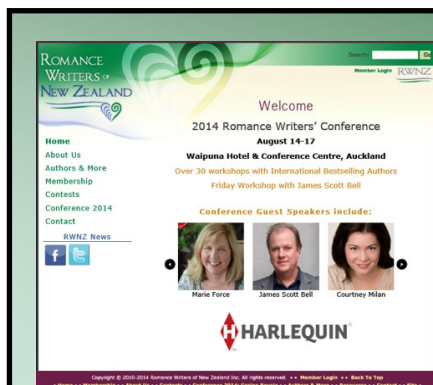 Search:
Go
Member Login
RWNZ
ROMANCE
WRITERS OF
NEW ZEALAND
Welcome
2014 Romance Writers' Conference
August 14-17
Waipuna Hotel & Conference Centre, Auckland
Over 30 workshops with International Bestselling Authors
Friday Workshop with James Scott Bell
Home
About Us
Authors & More
Membership
Contests
Conference 2014
Contact
RWNZ News
Conference Guest Speakers include:
Marie Force
James Scott Bell
Courtney Milan
HARLEQUIN
Copyright © 2010-2014 Romance Writers of New Zealand Inc. All rights reserved. •• Member Login •• Back To Top